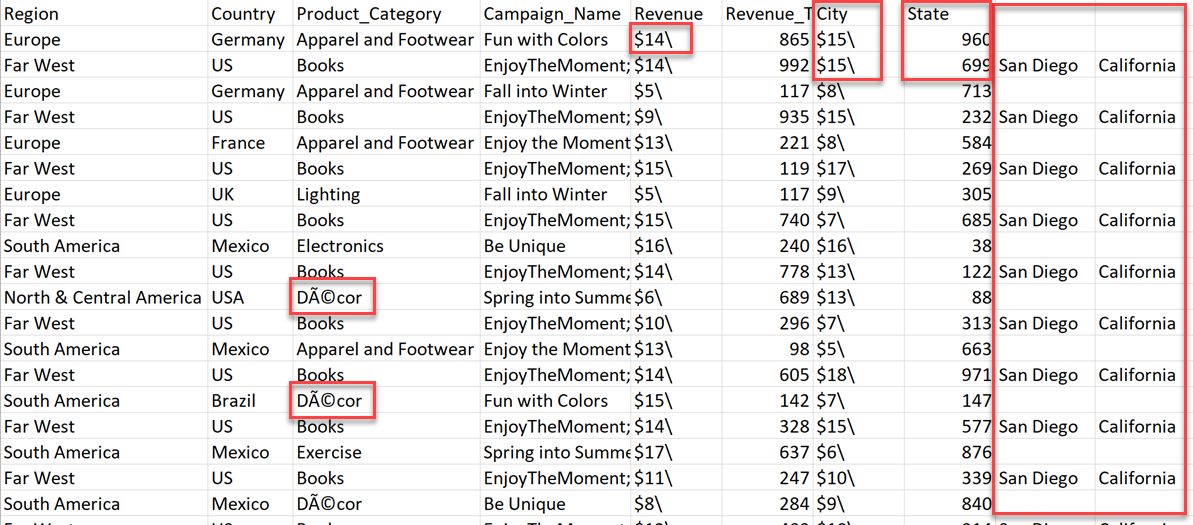 Region Country Product_Category Campaign_Name Revenue Revenue_T City State
Europe Germany Apparel and Footwear Fun with Colors $14\ 865 $15\ 960
Far West US Books EnjoyTheMoment; $14\ 992 $15\ 699 San Diego California
Europe Germany Apparel and Footwear Fall into Winter $5\ 117 $8\ 713
Far West US Books EnjoyTheMoment; $9\ 935 $15\ 232 San Diego California
Europe France Apparel and Footwear Enjoy the Moment $13\ 221 $8\ 584
Far West US Books EnjoyTheMoment; $15\ 119 $17\ 269 San Diego California
Europe UK Lighting Fall into Winter $5\ 117 $9\ 305
Far West US Books EnjoyTheMoment; $15\ 740 $7\ 685 San Diego California
South America Mexico Electronics Be Unique $16\ 240 $16\ 38
Far West US Books EnjoyTheMoment; $14\ 778 $13\ 122 San Diego California
North & Central America USA DÃ©cor Spring into Summe $6\ 689 $13\ 88
Far West US Books EnjoyTheMoment; $10\ 296 $7\ 313 San Diego California
South America Mexico Apparel and Footwear Enjoy the Moment $13\ 98 $5\ 663
Far West US Books EnjoyTheMoment; $14\ 605 $18\ 971 San Diego California
South America Brazil DÃ©cor Fun with Colors $15\ 142 $7\ 147
Far West US Books EnjoyTheMoment; $14\ 328 $15\ 577 San Diego California
South America Mexico Exercise Spring into Summe $17\ 637 $6\ 876
Far West US Books EnjoyTheMoment; $11\ 247 $10\ 339 San Diego California
South America Mexico DÃ©cor Be Unique $8\ 284 $9\ 840